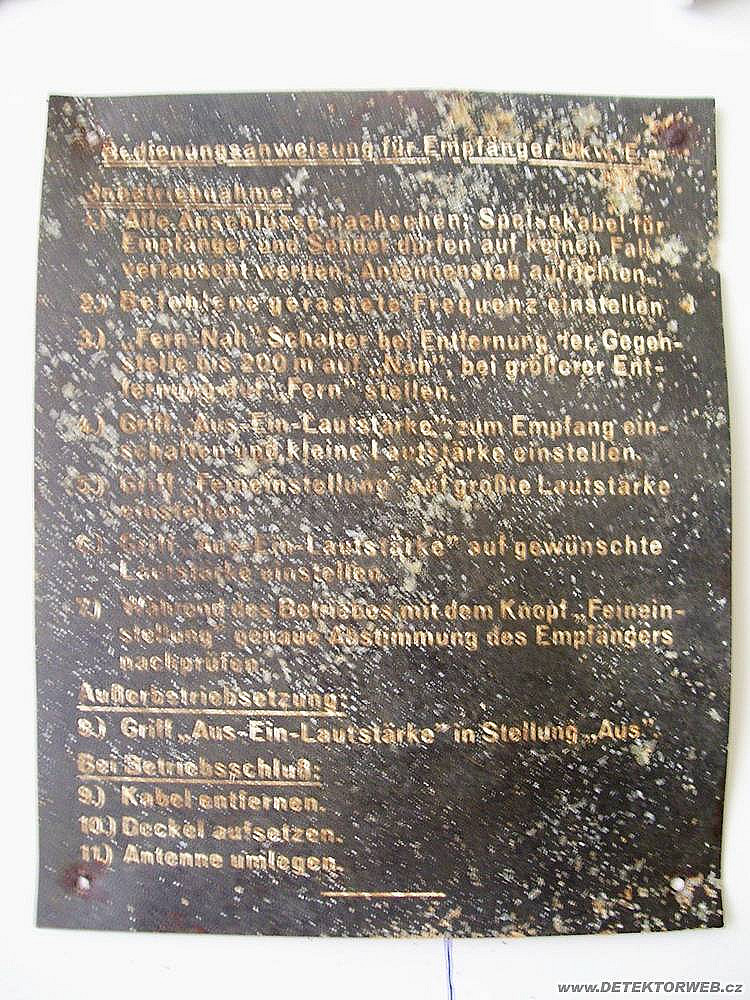 Bedienungsanweisung für Empfänger Ukw. E.
Inbetriebnahme:
1.) Alle Anschlüsse nachsehen; Speisekabel für
Empfänger und Sender dürfen auf keinen Fall
vertauscht werden; Antennenstab aufrichten.
2.) Befohlene gerastete Frequenz einstellen
3.) „Fern-Nah"-Schalter bei Entfernung der Gegen-
stelle bis 200 m auf „Nah", bei größerer Ent-
fernung auf „Fern" stellen.
4.) Griff „Aus-Ein-Lautstärke" zum Empfang ein-
schalten und kleine Lautstärke einstellen.
5.) Griff „Feineinstellung" auf größte Lautstärke
einstellen.
6.) Griff „Aus-Ein-Lautstärke" auf gewünschte
Lautstärke einstellen.
7.) Während des Betriebes mit dem Knopf „Feinein-
stellung" genaue Abstimmung des Empfängers
nachprüfen.
Außerbetriebsetzung:
8.) Griff „Aus-Ein-Lautstärke" in Stellung „Aus".
Bei Betriebsschluß:
9.) Kabel entfernen.
10.) Deckel aufsetzen.
11.) Antenne umlegen.
www.DETEKTORWEB.cz